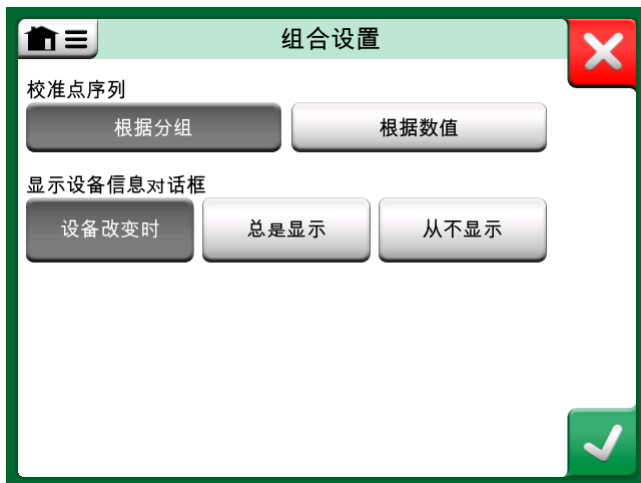 组合设置
校准点序列
根据分组 根据数值
显示设备信息对话框
设备改变时 总是显示 从不显示